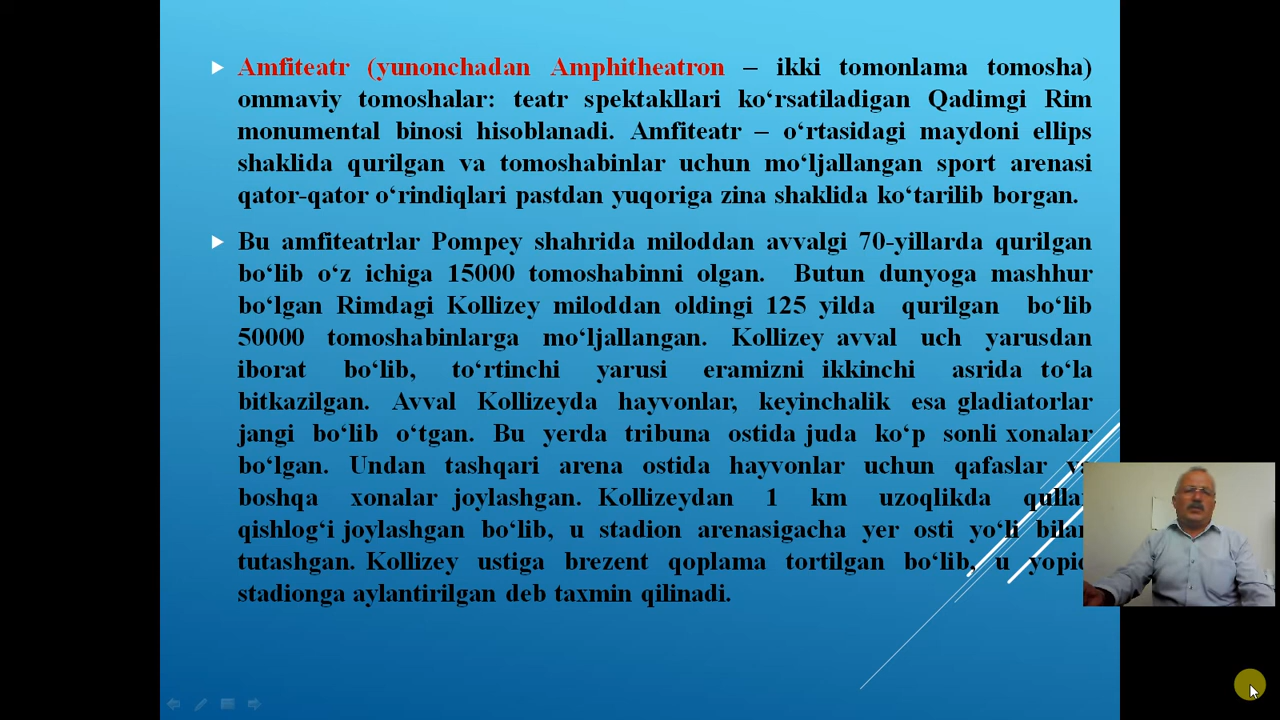 Amfiteatr (yunonchadan Amphitheatron – ikki tomonlama tomosha)
ommaviy tomoshalar: teatr spektakllari ko‘rsatiladigan Qadimgi Rim
monumental binosi hisoblanadi. Amfiteatr – o‘rtasidagi maydoni ellips
shaklida qurilgan va tomoshabinlar uchun mo‘ljallangan sport arenasi
qator-qator o‘rindiqlari pastdan yuqoriga zina shaklida ko‘tarilib borgan.
Bu amfiteatrlar Pompey shahrida miloddan avvalgi 70-yillarda qurilgan
bo‘lib o‘z ichiga 15000 tomoshabinni olgan. Butun dunyoga mashhur
bo‘lgan Rimdagi Kollizey miloddan oldingi 125 yilda qurilgan bo‘lib
50000 tomoshabinlarga mo‘ljallangan. Kollizey avval uch yarusdan
iborat bo‘lib, to‘rtinchi yarusi eramizni ikkinchi asrida to‘la
bitkazilgan. Avval Kollizeyda hayvonlar, keyinchalik esa gladiatorlar
jangi bo‘lib o‘tgan. Bu yerda tribuna ostida juda ko‘p sonli xonalar
bo‘lgan. Undan tashqari arena ostida hayvonlar uchun qafaslar va
boshqa xonalar joylashgan. Kollizeydan 1 km uzoqlikda qullar
qishlog‘i joylashgan bo‘lib, u stadion arenasigacha yer osti yo‘li bilan
tutashgan. Kollizey ustiga brezent qoplama tortilgan bo‘lib, u yopiq
stadionga aylantirilgan deb taxmin qilinadi.